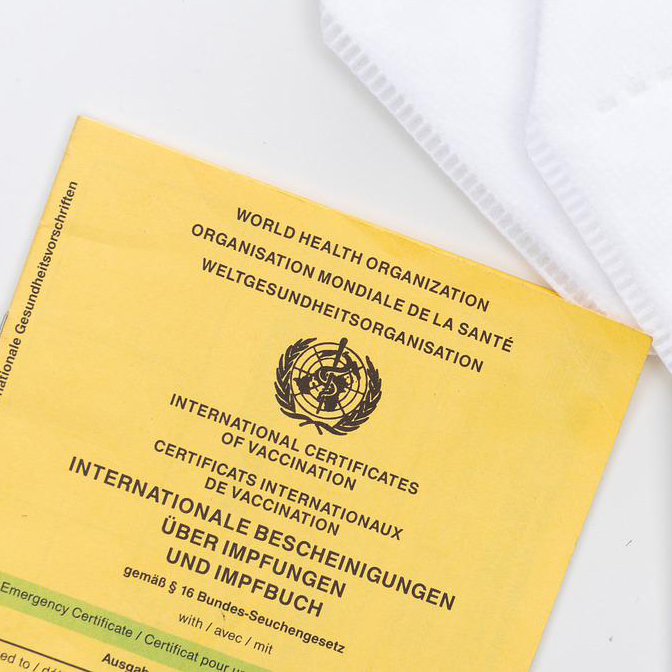 nationale Gesundheitsvorschriften
WORLD HEALTH ORGANIZATION
ORGANISATION MONDIALE DE LA SANTÉ
WELTGESUNDHEITSORGANISATION
INTERNATIONAL CERTIFICATES
OF VACCINATION
CERTIFICATS INTERNATIONAUX
DE VACCINATION
INTERNATIONALE BESCHEINIGUNGEN
ÜBER IMPFUNGEN
UND IMPFBUCH
gemäß § 16 Bundes-Seuchengesetz
with / avec / mit
Emergency Certificate / Certificat pour
to /